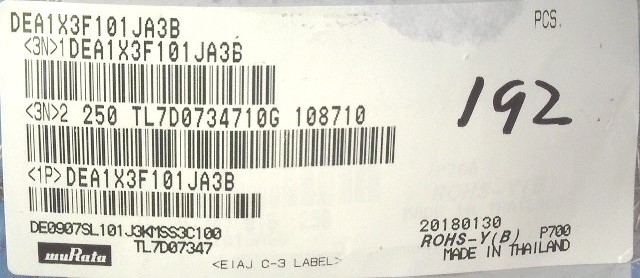 DEA1X3F101JA3B
PCS.
<3N>1DEA1X3F101JA3B
192
<3N>2 250 TL7D0734710G 108710
<1P>DEA1X3F101JA3B
DE0907SL101J3KMSS3C100
TL7D07347
20180130
ROHS-Y(B) P700
MADE IN THAILAND
muRata
<EIAJ C-3 LABEL>